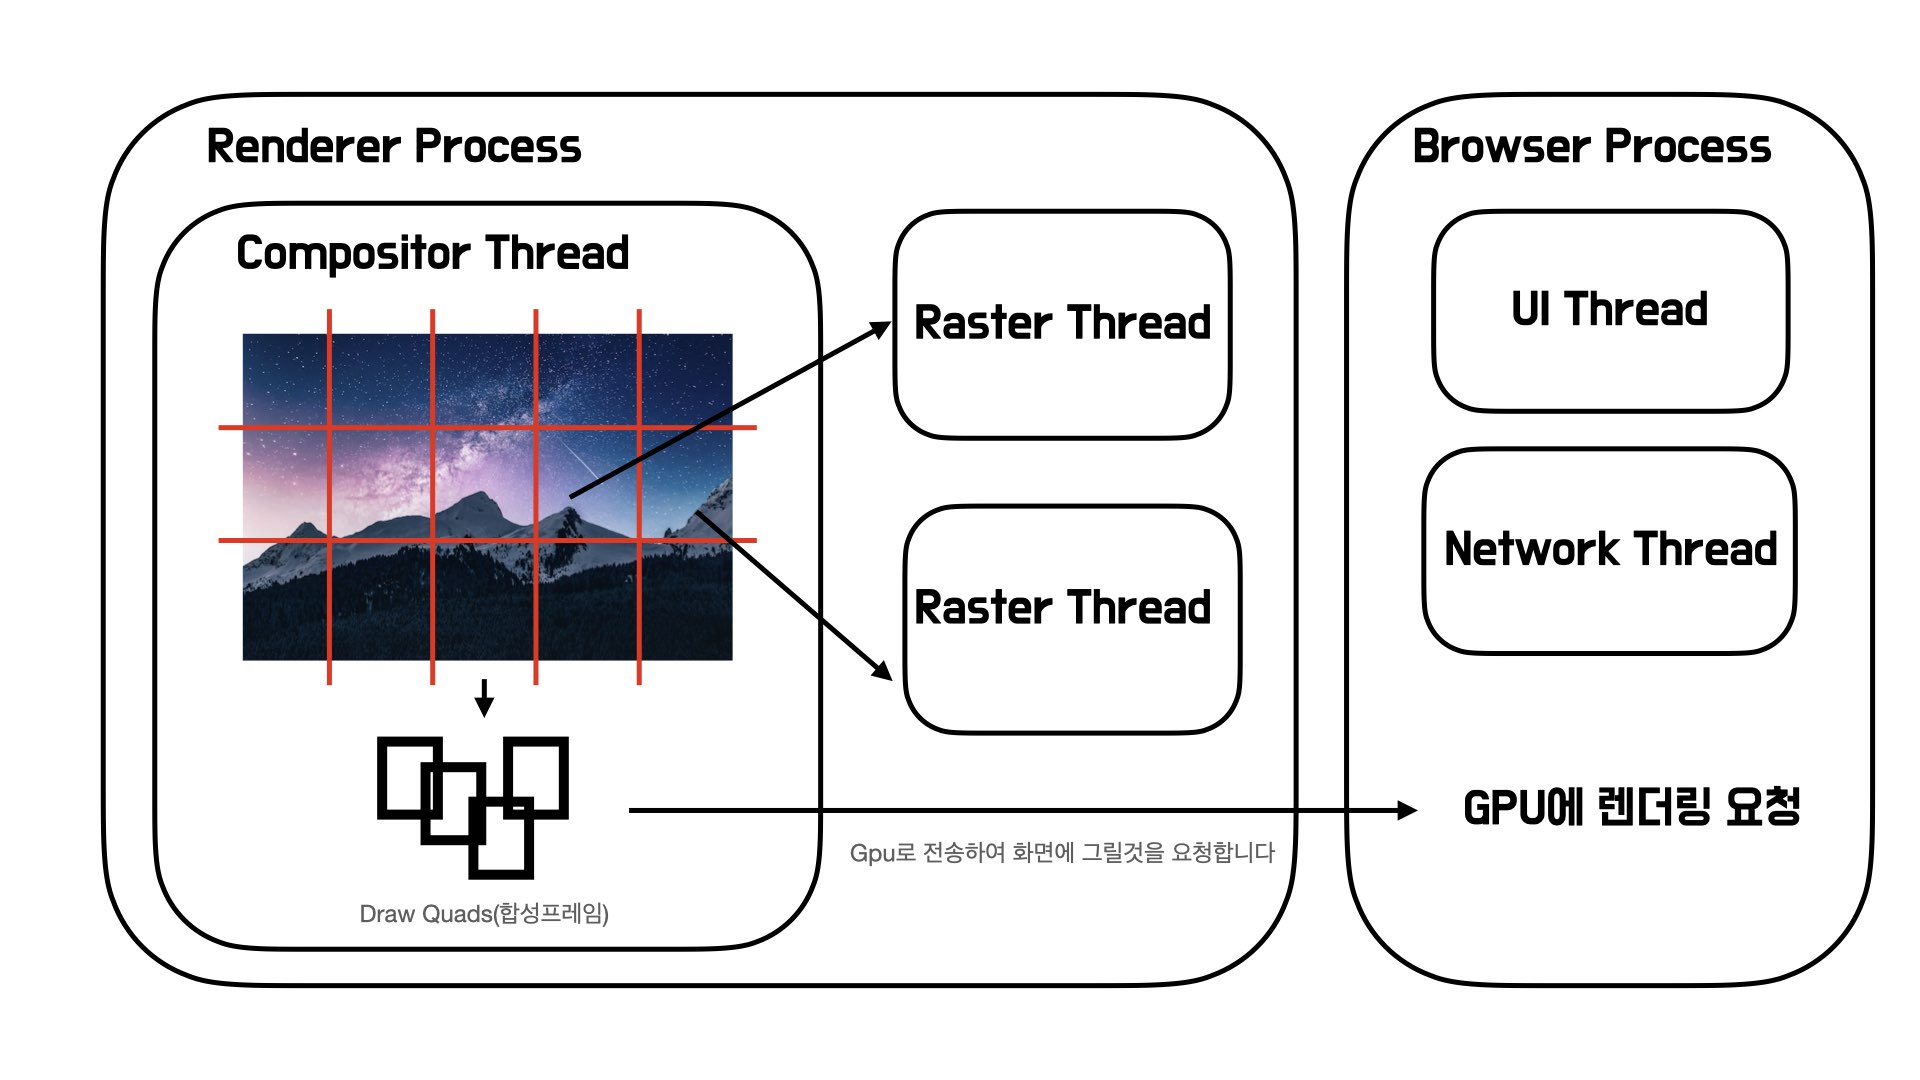 Renderer Process
Compositor Thread
Raster Thread
Raster Thread
Draw Quads(합성프레임)
Gpu로 전송하여 화면에 그릴것을 요청합니다
Browser Process
UI Thread
Network Thread
GPU에 렌더링 요청